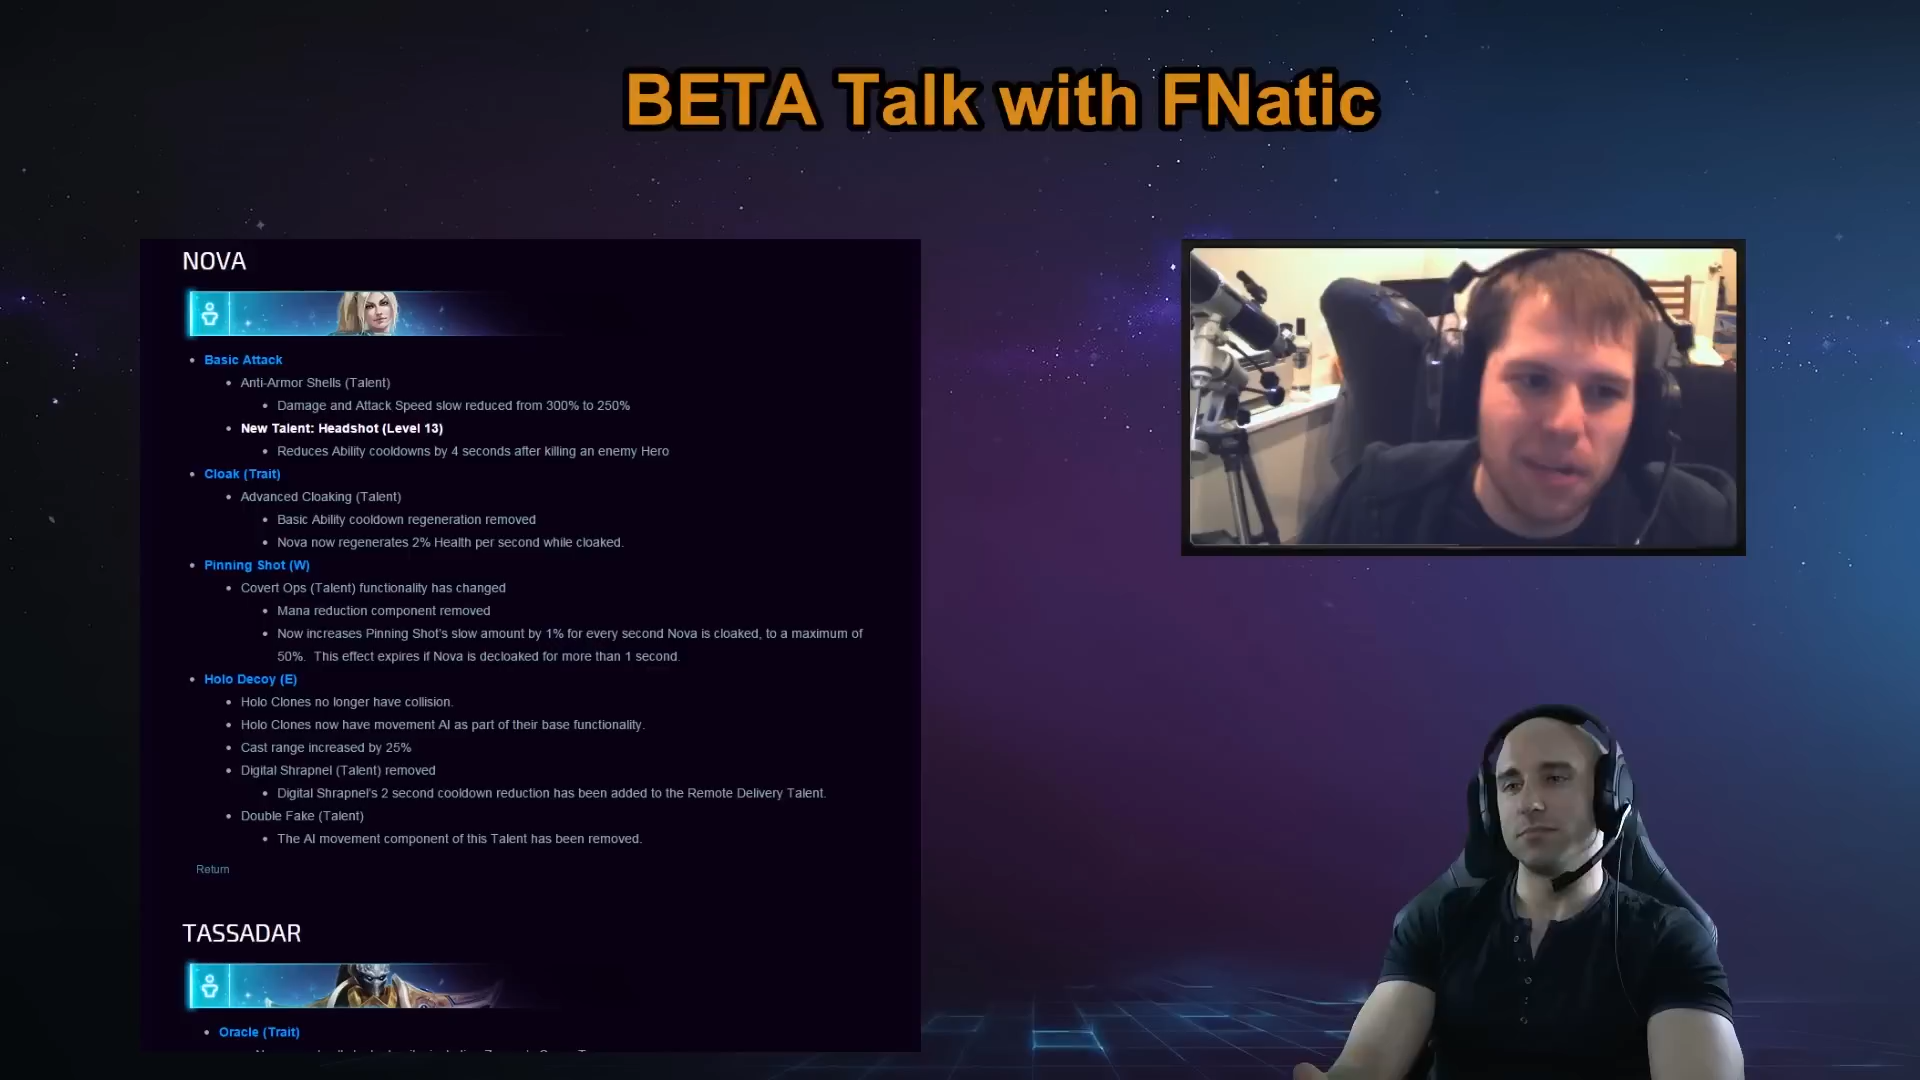 BETA Talk with FNatic
NOVA
Basic Attack
Anti-Armor Shells (Talent)
Damage and Attack Speed slow reduced from 300% to 250%
New Talent: Headshot (Level 13)
Reduces Ability cooldowns by 4 seconds after killing an enemy Hero
Cloak (Trait)
Advanced Cloaking (Talent)
Basic Ability cooldown regeneration removed
Nova now regenerates 2% Health per second while cloaked.
Pinning Shot (W)
Covert Ops (Talent) functionality has changed
Mana reduction component removed
Now increases Pinning Shot's slow amount by 1% for every second Nova is cloaked, to a maximum of
50%. This effect expires if Nova is decloaked for more than 1 second.
Holo Decoy (E)
Holo Clones no longer have collision.
Holo Clones now have movement AI as part of their base functionality.
Cast range increased by 25%
Digital Shrapnel (Talent) removed
Digital Shrapnel's 2 second cooldown reduction has been added to the Remote Delivery Talent.
Double Fake (Talent)
The AI movement component of this Talent has been removed.
Return
TASSADAR
Oracle (Trait)